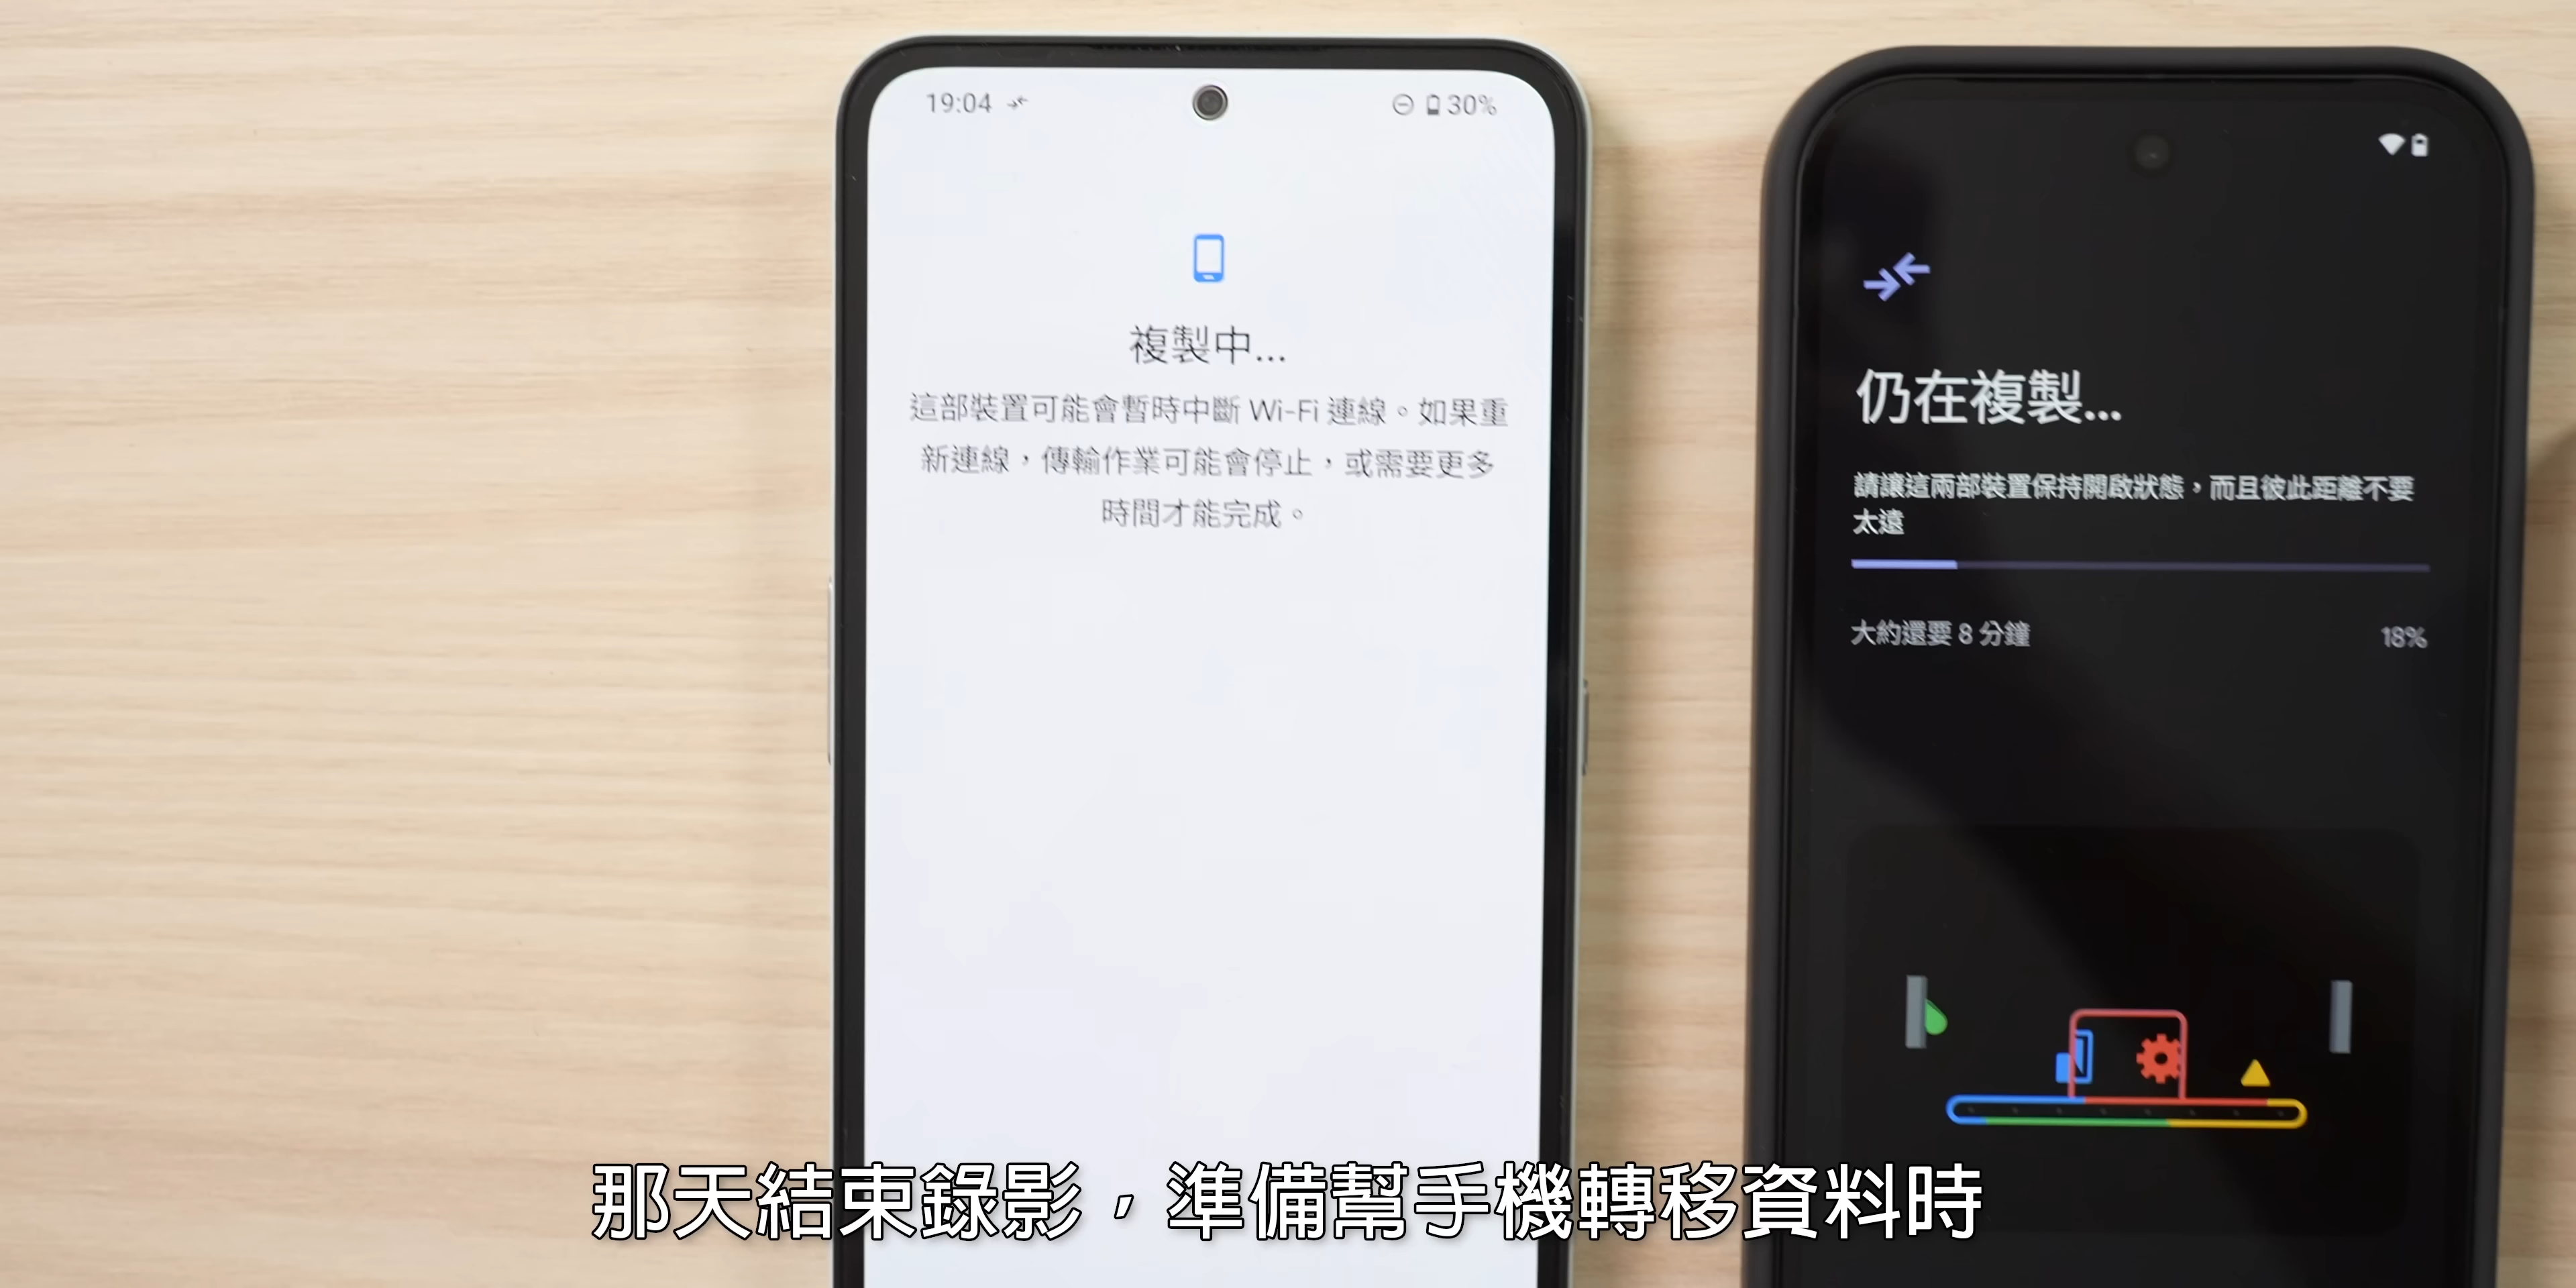 19:04
30%
複製中...
這部裝置可能會暫時中斷 Wi-Fi 連線。如果重
新連線，傳輸作業可能會停止，或需要更多
時間才能完成。
仍在複製...
請讓這兩部裝置保持開啟狀態，而且彼此距離不要
太遠
大約還要 8 分鐘
18%
那天結束錄影，準備幫手機轉移資料時